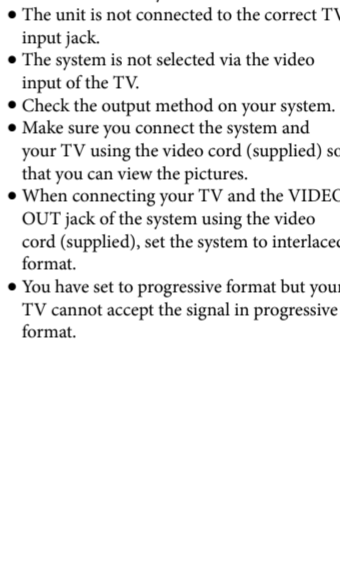 ● The unit is not connected to the correct TV
input jack.
● The system is not selected via the video
input of the TV.
● Check the output method on your system.
● Make sure you connect the system and
your TV using the video cord (supplied) so
that you can view the pictures.
● When connecting your TV and the VIDEO
OUT jack of the system using the video
cord (supplied), set the system to interlaced
format.
● You have set to progressive format but your
TV cannot accept the signal in progressive
format.